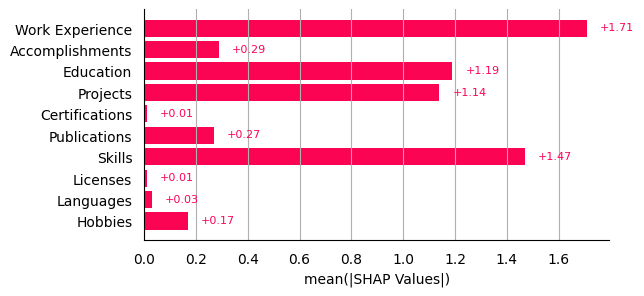 Work Experience +1.71
Accomplishments +0.29
Education +1.19
Projects +1.14
Certifications +0.01
Publications +0.27
Skills +1.47
Licenses +0.01
Languages +0.03
Hobbies +0.17
0.0 0.2 0.4 0.6 0.8 1.0 1.2 1.4 1.6
mean(|SHAP Values|)